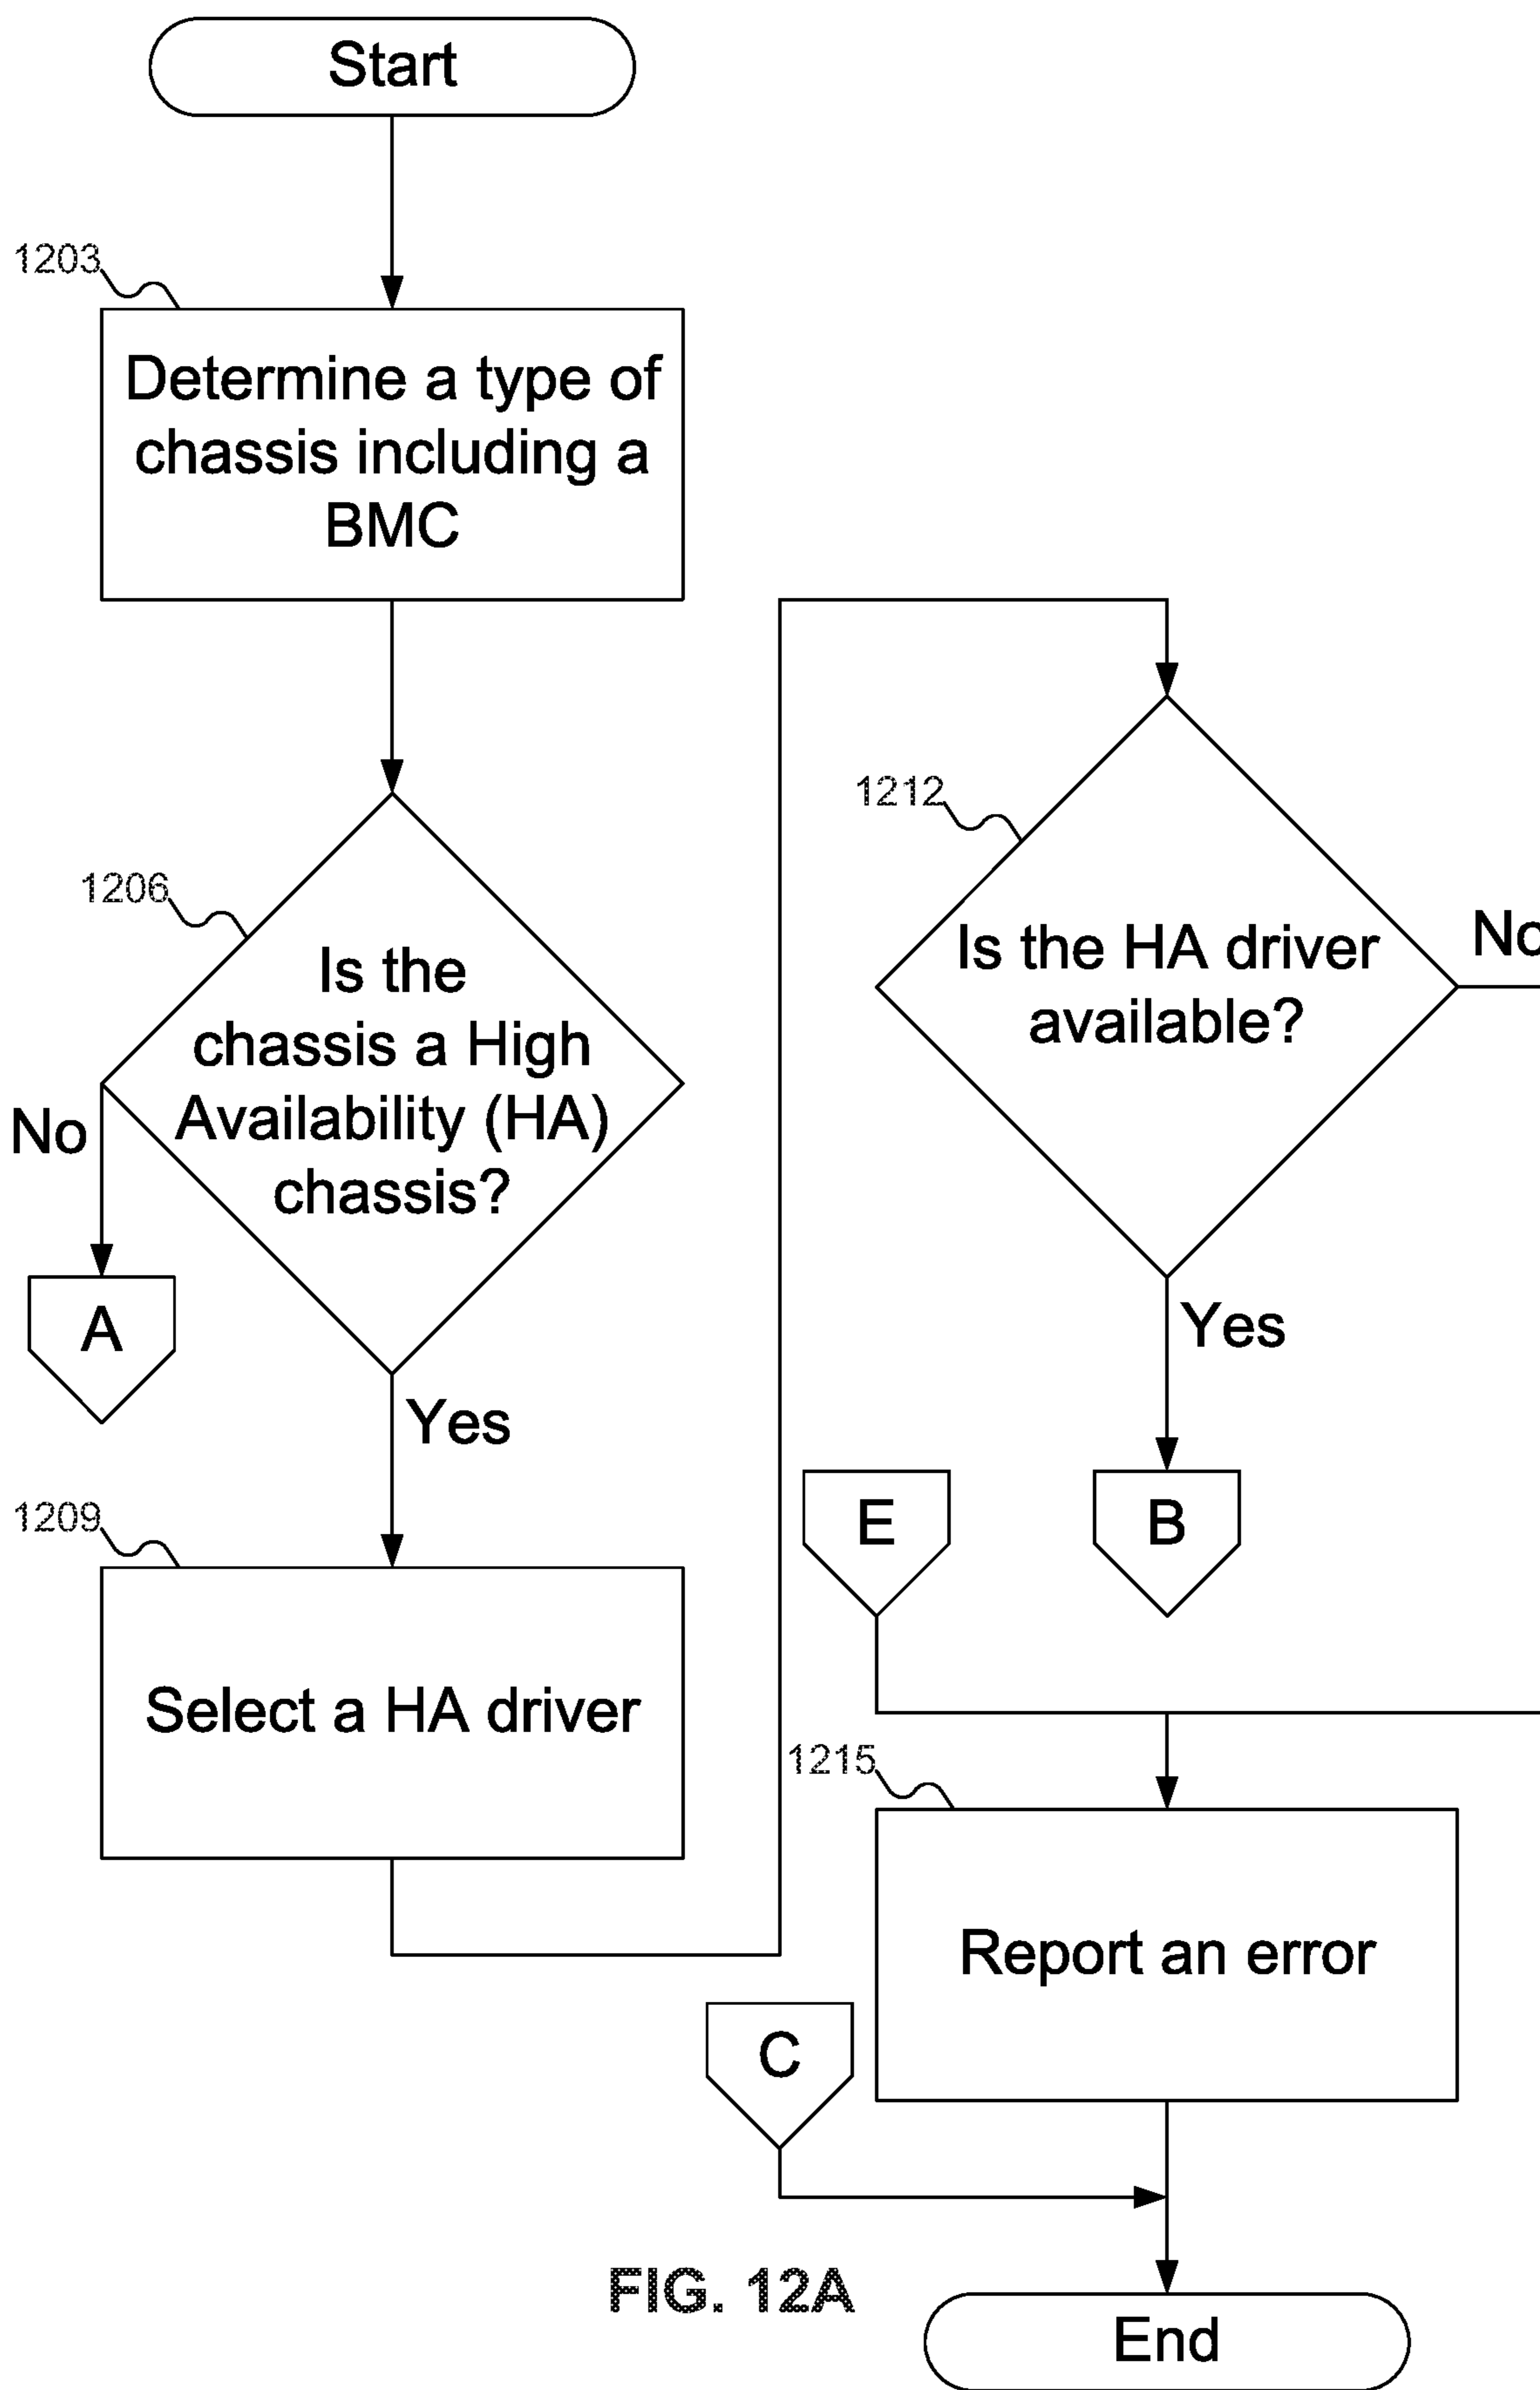 Start
1203
Determine a type of
chassis including a
BMC
1206
Is the
chassis a High
Availability (HA)
chassis?
No
A
Yes
1209
Select a HA driver
1212
Is the HA driver
available?
No
Yes
E
B
1215
Report an error
C
End
FIG. 12A